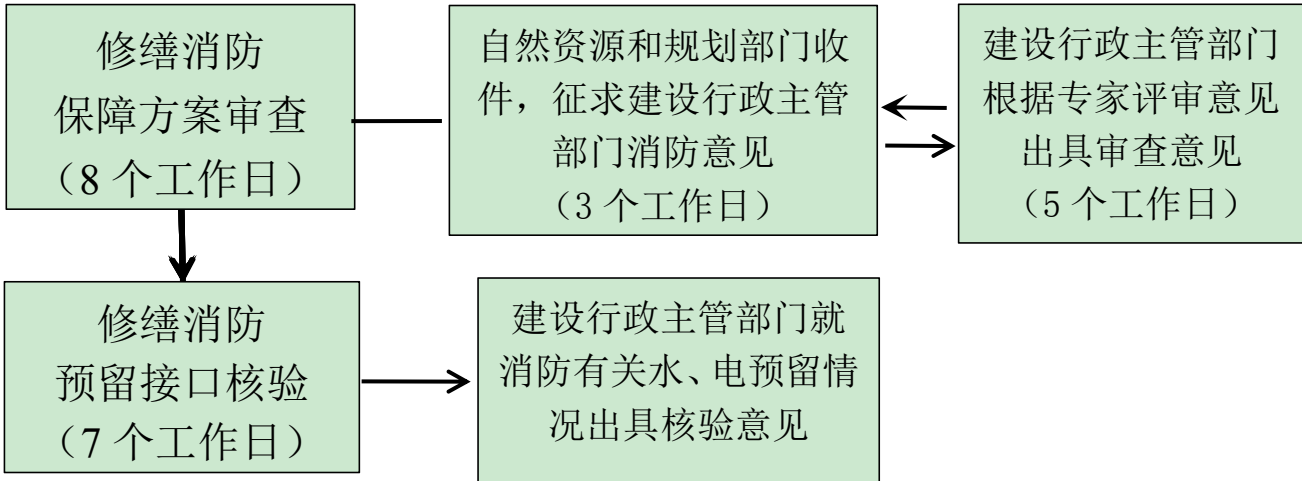 修缮消防
保障方案审查
（8 个工作日）
自然资源和规划部门收
件，征求建设行政主管
部门消防意见
（3 个工作日）
建设行政主管部门
根据专家评审意见
出具审查意见
（5 个工作日）
修缮消防
预留接口核验
（7 个工作日）
建设行政主管部门就
消防有关水、电预留情
况出具核验意见